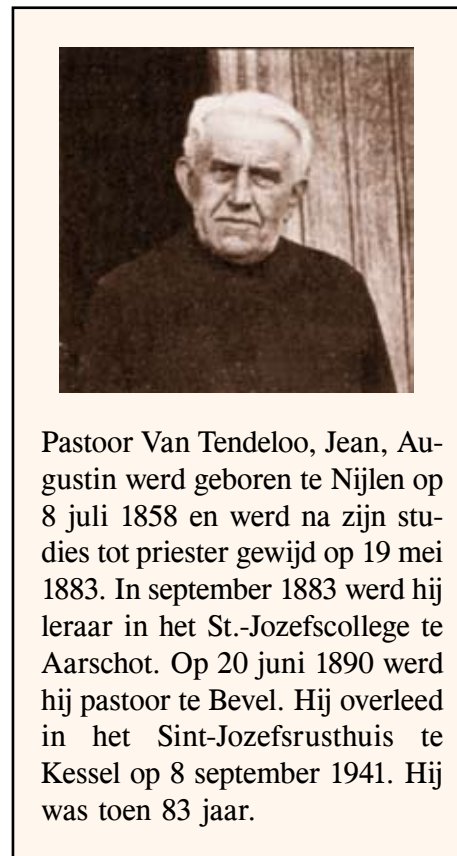 Pastoor Van Tendeloo, Jean, Au-
gustin werd geboren te Nijlen op
8 juli 1858 en werd na zijn stu-
dies tot priester gewijd op 19 mei
1883. In september 1883 werd hij
leraar in het St.-Jozefscollege te
Aarschot. Op 20 juni 1890 werd
hij pastoor te Bevel. Hij overleed
in het Sint-Jozefsrusthuis te
Kessel op 8 september 1941. Hij
was toen 83 jaar.